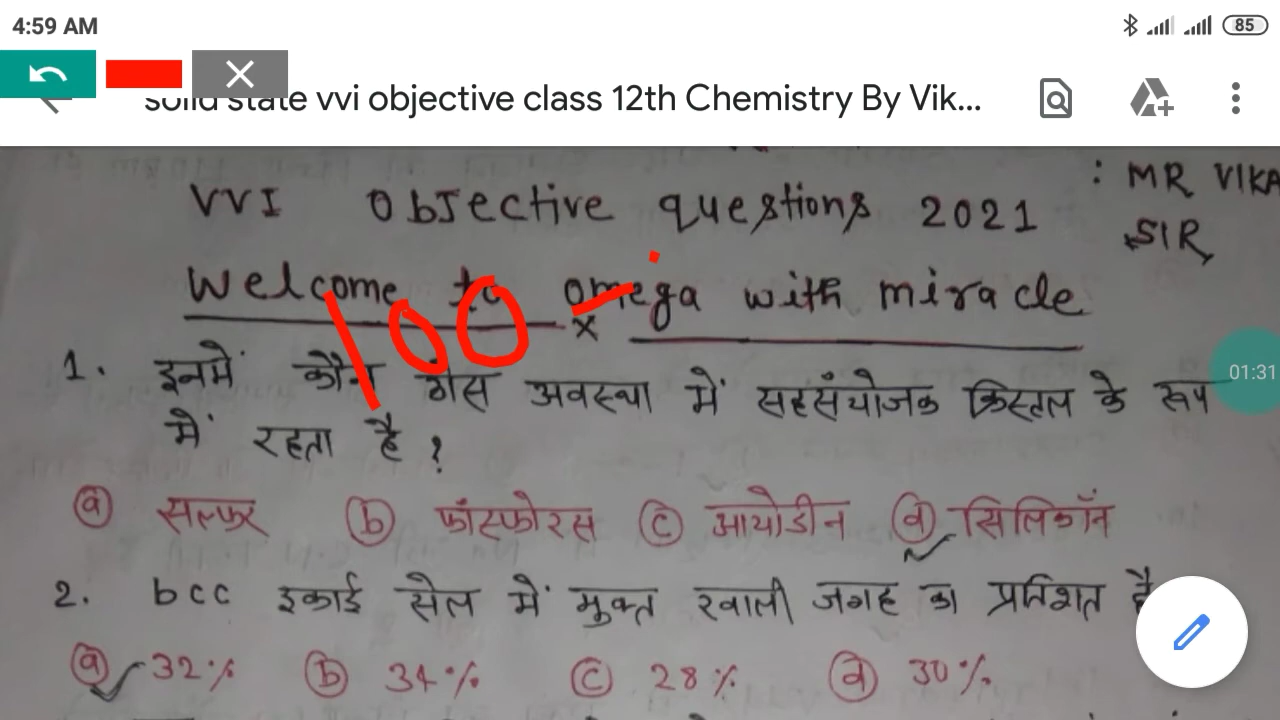 4:59 AM
85
solid state vvi objective class 12th Chemistry By Vik...
: MR VIKA
VVI Objective questions 2021
SIR
Welcome to omega with miracle
100 -
x
01:31
1. इनमें कौन गैस अवस्था में सहसंयोजक क्रिस्टल के रूप
में रहता है ?
(a) सल्फर (b) फॉस्फोरस (c) आयोडीन (d) सिलिकॉन
2. bcc इकाई सेल में मुक्त खाली जगह का प्रतिशत है
(a) 32% (b) 34% (c) 28% (d) 30%